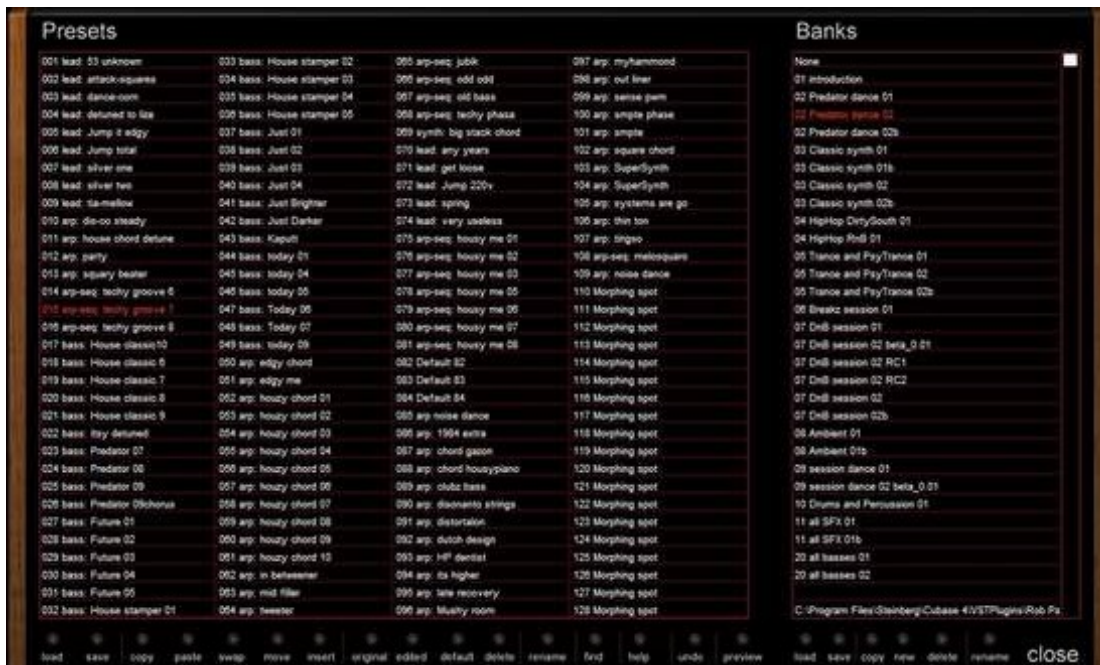 Presets
001 lead: 53 unknown
002 lead: attack-squares
003 lead: dance-com
004 lead: detuned to lize
005 lead: Jump it edgy
006 lead: Jump total
007 lead: silver one
008 lead: silver two
009 lead: tia-mellow
010 arp: dis-co steady
011 arp: house chord detune
012 arp: party
013 arp: squary beater
014 arp-seq: techy groove 6
015 arp-seq: techy groove 7
016 arp-seq: techy groove 8
017 bass: House classic10
018 bass: House classic 6
019 bass: House classic 7
020 bass: House classic 8
021 bass: House classic 9
022 bass: itsy detuned
023 bass: Predator 07
024 bass: Predator 08
025 bass: Predator 09
026 bass: Predator 09chorus
027 bass: Future 01
028 bass: Future 02
029 bass: Future 03
030 bass: Future 04
031 bass: Future 05
032 bass: House stamper 01
033 bass: House stamper 02
034 bass: House stamper 03
035 bass: House stamper 04
036 bass: House stamper 05
037 bass: Just 01
038 bass: Just 02
039 bass: Just 03
040 bass: Just 04
041 bass: Just Brighter
042 bass: Just Darker
043 bass: Kaputt
044 bass: today 01
045 bass: today 04
046 bass: today 05
047 bass: Today 06
048 bass: Today 07
049 bass: today 09
050 arp: edgy chord
051 arp: edgy me
052 arp: houzy chord 01
053 arp: houzy chord 02
054 arp: houzy chord 03
055 arp: houzy chord 04
056 arp: houzy chord 05
057 arp: houzy chord 06
058 arp: houzy chord 07
059 arp: houzy chord 08
060 arp: houzy chord 09
061 arp: houzy chord 10
062 arp: in betweener
063 arp: mid filler
064 arp: tweeter
065 arp-seq: jubik
066 arp-seq: odd odd
067 arp-seq: old bass
068 arp-seq: techy phasa
069 synth: big stack chord
070 lead: any years
071 lead: get loose
072 lead: Jump 220v
073 lead: spring
074 lead: very useless
075 arp-seq: housy me 01
076 arp-seq: housy me 02
077 arp-seq: housy me 03
078 arp-seq: housy me 05
079 arp-seq: housy me 06
080 arp-seq: housy me 07
081 arp-seq: housy me 08
082 Default 82
083 Default 83
084 Default 84
085 arp noise dance
086 arp: 1984 extra
087 arp: chord gason
088 arp: chord housypiano
089 arp: clubz bass
090 arp: disonanto strings
091 arp: distortalon
092 arp: dutch design
093 arp: HP dentist
094 arp: its higher
095 arp: late recovery
096 arp: Mushy room
097 arp: myhammond
098 arp: out liner
099 arp: sense pwm
100 arp: smpte phase
101 arp: smpte
102 arp: square chord
103 arp: SuperSynth
104 arp: SuperSynth
105 arp: systems are go
106 arp: thin ton
107 arp: tingso
108 arp-seq: melosquare
109 arp: noise dance
110 Morphing spot
111 Morphing spot
112 Morphing spot
113 Morphing spot
114 Morphing spot
115 Morphing spot
116 Morphing spot
117 Morphing spot
118 Morphing spot
119 Morphing spot
120 Morphing spot
121 Morphing spot
122 Morphing spot
123 Morphing spot
124 Morphing spot
125 Morphing spot
126 Morphing spot
127 Morphing spot
128 Morphing spot
Banks
None
01 introduction
02 Predator dance 01
02 Predator dance 02
02 Predator dance 02b
03 Classic synth 01
03 Classic synth 01b
03 Classic synth 02
03 Classic synth 02b
04 HipHop DirtySouth 01
04 HipHop RnB 01
05 Trance and PsyTrance 01
05 Trance and PsyTrance 02
05 Trance and PsyTrance 02b
06 Breakz session 01
07 DnB session 01
07 DnB session 02 beta_0.01
07 DnB session 02 RC1
07 DnB session 02 RC2
07 DnB session 02
07 DnB session 02b
08 Ambient 01
08 Ambient 01b
09 session dance 01
09 session dance 02 beta_0.01
10 Drums and Percussion 01
11 all SFX 01
11 all SFX 01b
20 all basses 01
20 all basses 02
C:\Program Files\Steinberg\Cubase 4\VSTPlugins\Rob Pa
load save copy paste swap move insert original edited default delete rename find help undo preview
load save copy new delete rename close